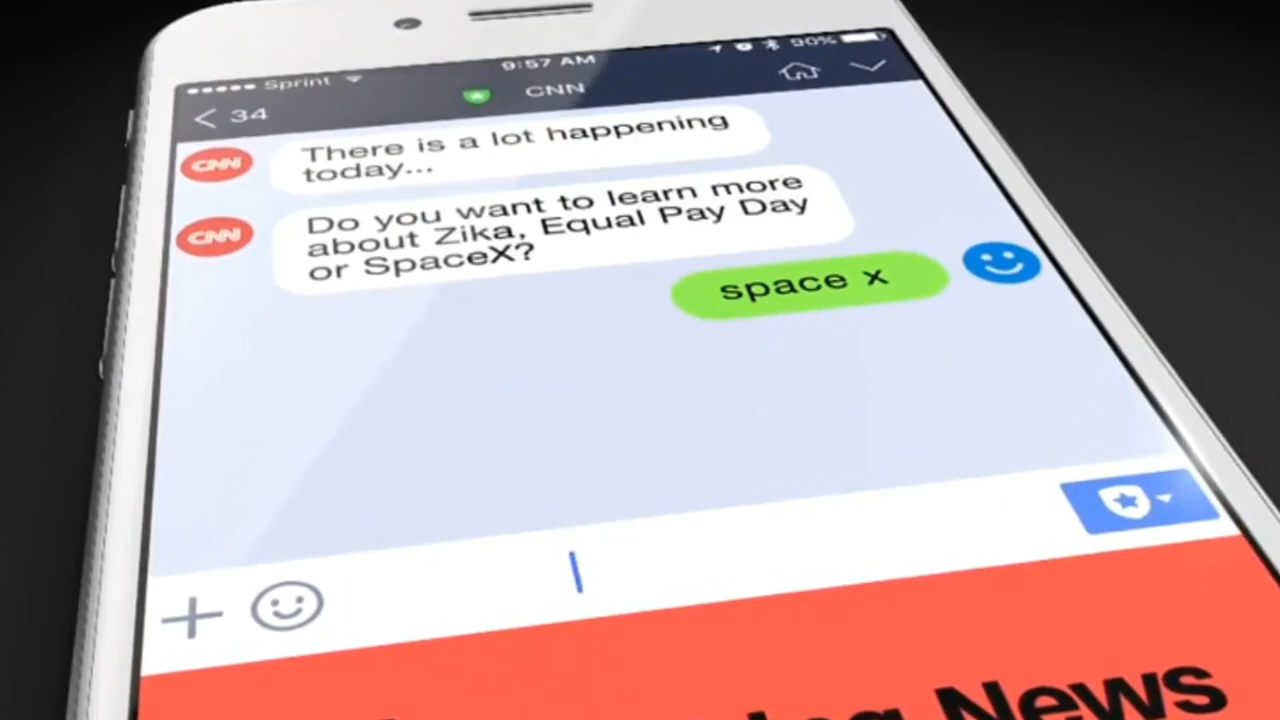 Sprint
9:57 AM
90%
34
CNN
CNN
There is a lot happening
today...
CNN
Do you want to learn more
about Zika, Equal Pay Day
or SpaceX?
space x
News